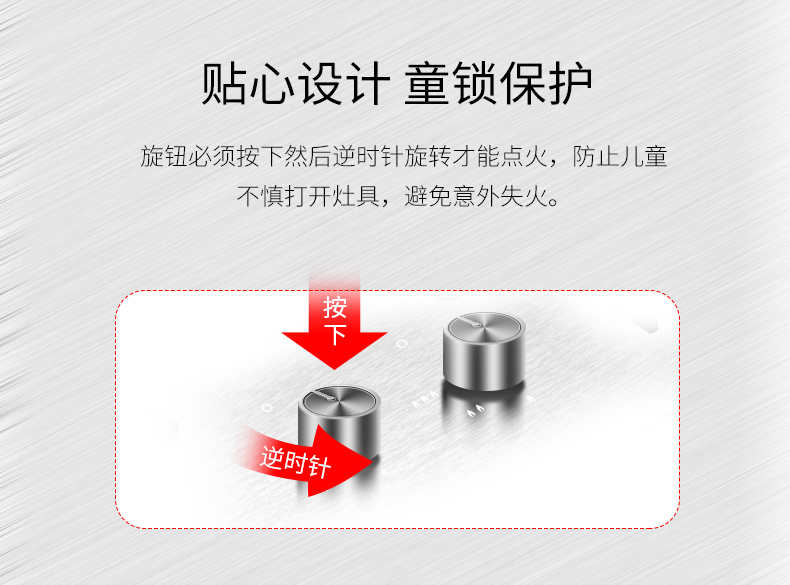 贴心设计 童锁保护
旋钮必须按下然后逆时针旋转才能点火，防止儿童
不慎打开灶具，避免意外失火。
按
下
逆时针